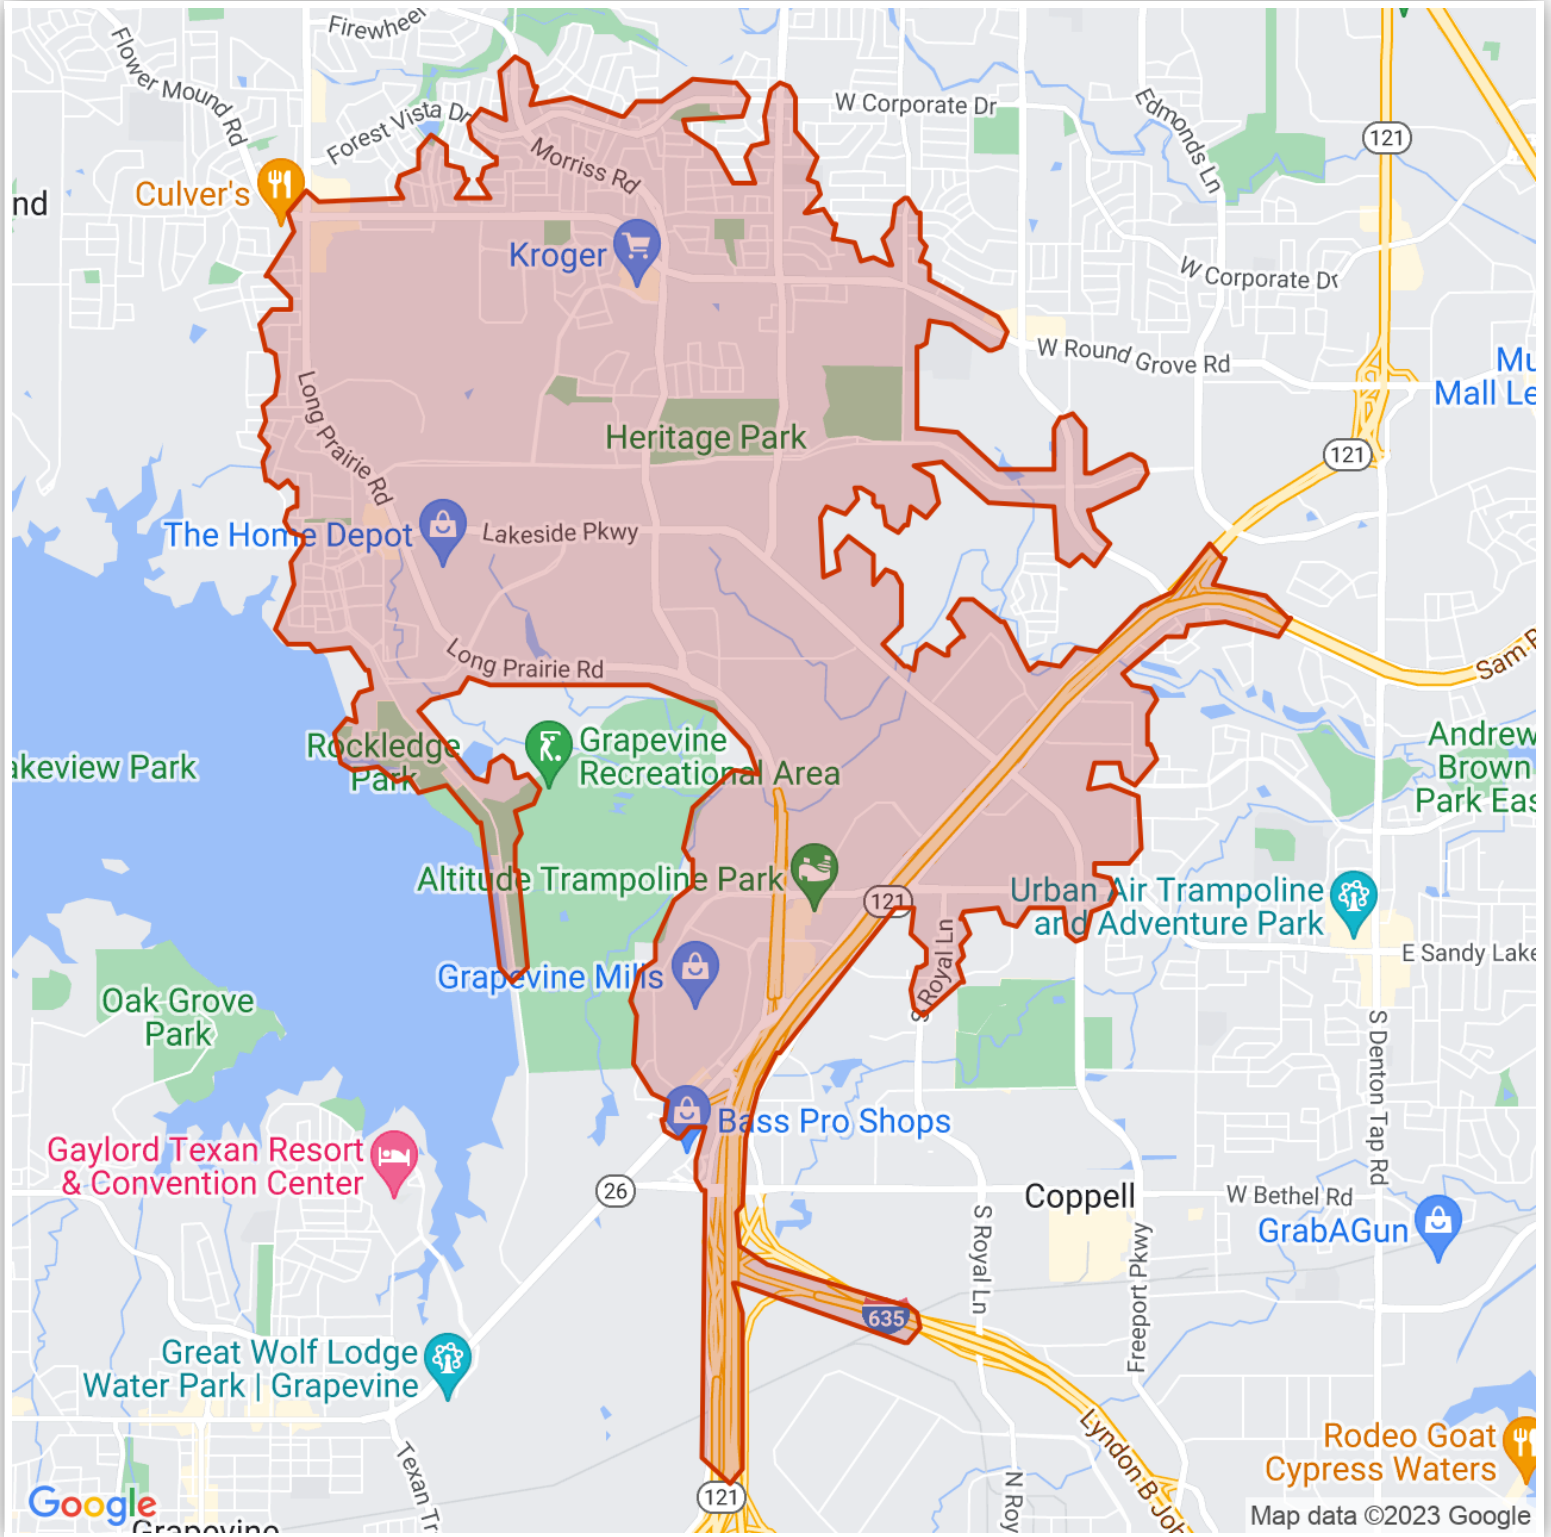 Firewheel
Flower Mound Rd
Forest Vista Dr
W Corporate Dr
Edmonds Ln
121
Morriss Rd
Culver's
nd
Kroger
W Corporate Dr
W Round Grove Rd
Mu
Mall Le
Long Prairie Rd
Heritage Park
121
The Home Depot
Lakeside Pkwy
Long Prairie Rd
Sam R
Rockledge
Park
Grapevine
Recreational Area
akeview Park
Andrew
Brown
Park Eas
Altitude Trampoline Park
121
Urban Air Trampoline
and Adventure Park
S Royal Ln
E Sandy Lake
Grapevine Mills
Oak Grove
Park
S Denton Tap Rd
Bass Pro Shops
Gaylord Texan Resort
& Convention Center
26
Coppell
W Bethel Rd
GrabAGun
S Royal Ln
Freeport Pkwy
635
Great Wolf Lodge
Water Park | Grapevine
Lyndon B Joh
Rodeo Goat
Cypress Waters
Texan Tr
N Roy
121
Google
Grapevine
Map data ©2023 Google